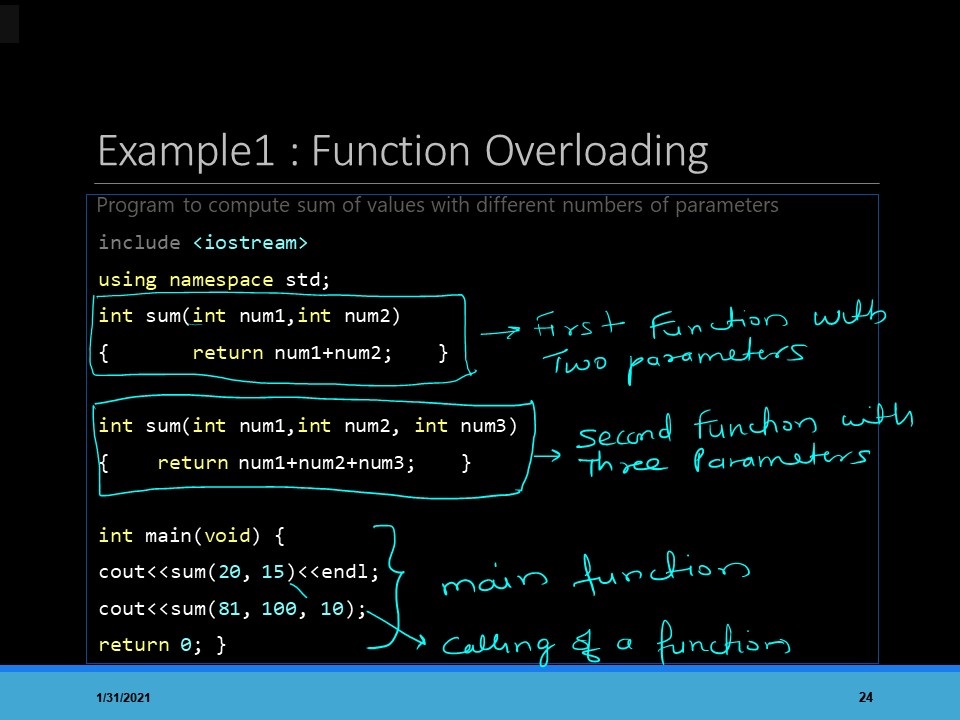 Example1 : Function Overloading
Program to compute sum of values with different numbers of parameters
include <iostream>
using namespace std;
int sum(int num1,int num2)
{ return num1+num2; }
First Function with
Two parameters
int sum(int num1,int num2, int num3)
{ return num1+num2+num3; }
Second function with
Three Parameters
int main(void) {
cout<<sum(20, 15)<<endl;
cout<<sum(81, 100, 10);
return 0; }
main function
Calling of a function
1/31/2021
24